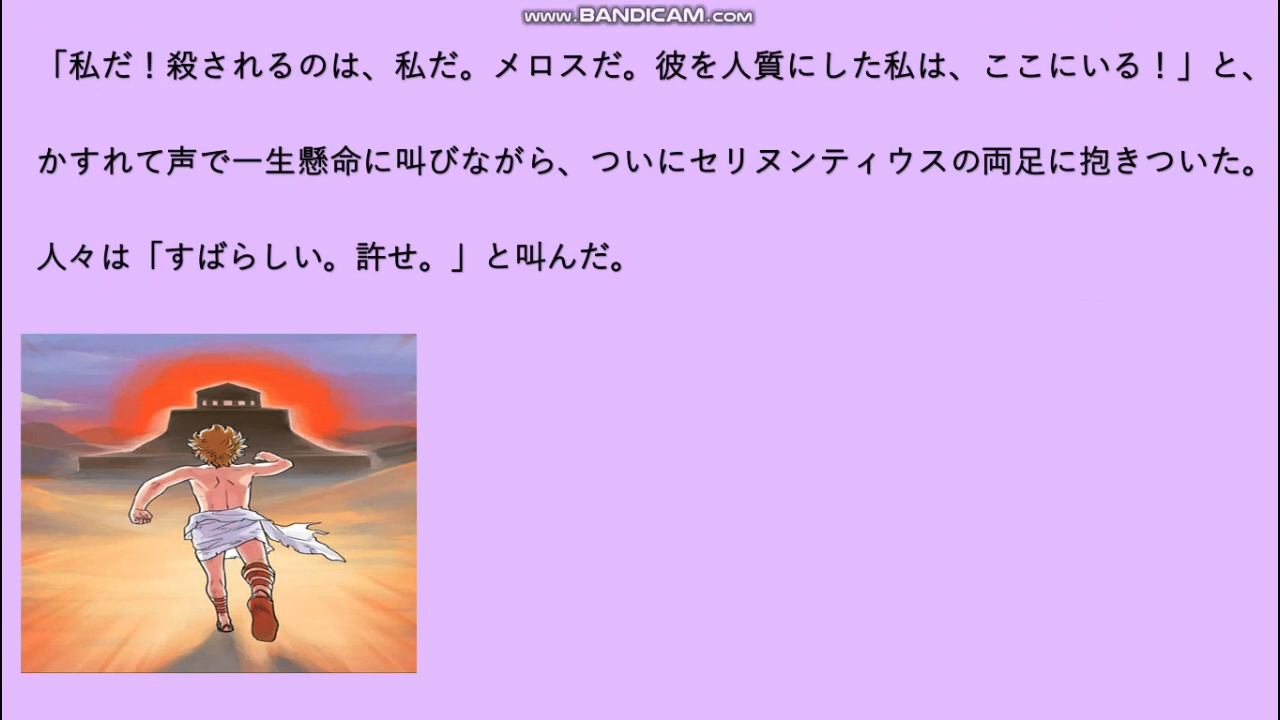 www.BANDICAM.com
「私だ！殺されるのは、私だ。メロスだ。彼を人質にした私は、ここにいる！」と、
かすれて声で一生懸命に叫びながら、ついにセリヌンティウスの両足に抱きついた。
人々は「すばらしい。許せ。」と叫んだ。